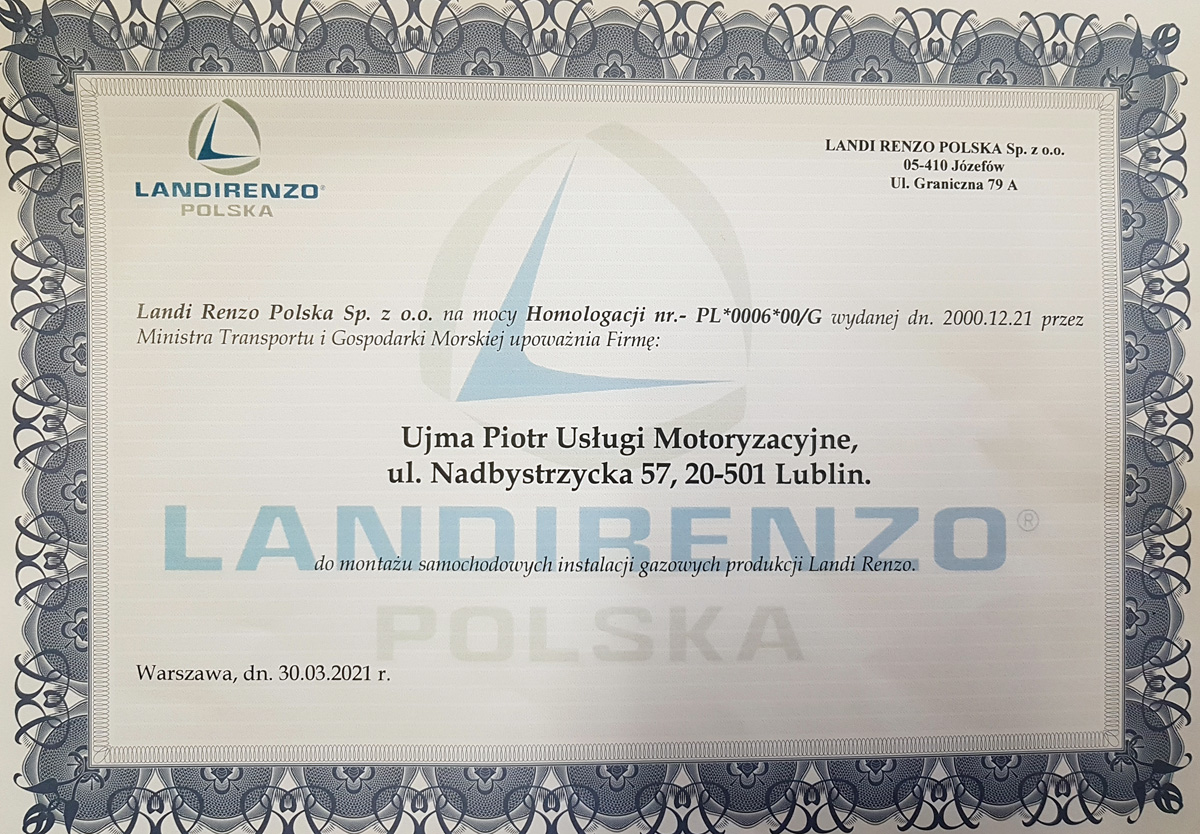 LANDIRENZO®
POLSKA
LANDI RENZO POLSKA Sp. z o.o.
05-410 Józefów
Ul. Graniczna 79 A
Landi Renzo Polska Sp. z o.o. na mocy Homologacji nr.- PL*0006*00/G wydanej dn. 2000.12.21 przez
Ministra Transportu i Gospodarki Morskiej upoważnia Firmę:
Ujma Piotr Usługi Motoryzacyjne,
ul. Nadbystrzycka 57, 20-501 Lublin.
LANDIRENZO®
do montażu samochodowych instalacji gazowych produkcji Landi Renzo.
POLSKA
Warszawa, dn. 30.03.2021 r.